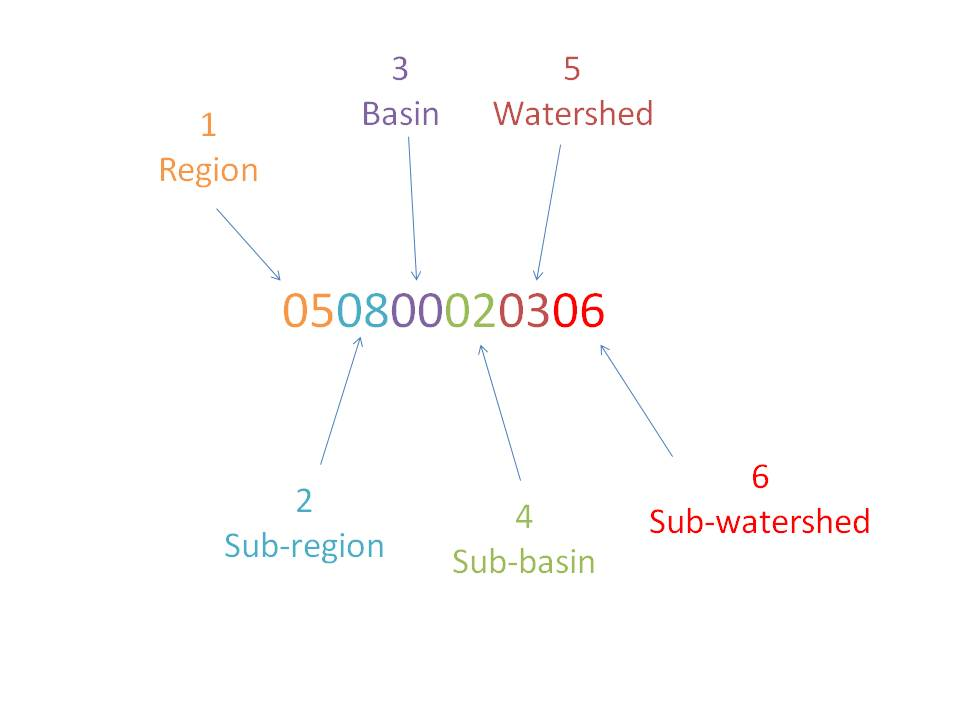 3
Basin
5
Watershed
1
Region
050800020306
2
Sub-region
4
Sub-basin
6
Sub-watershed